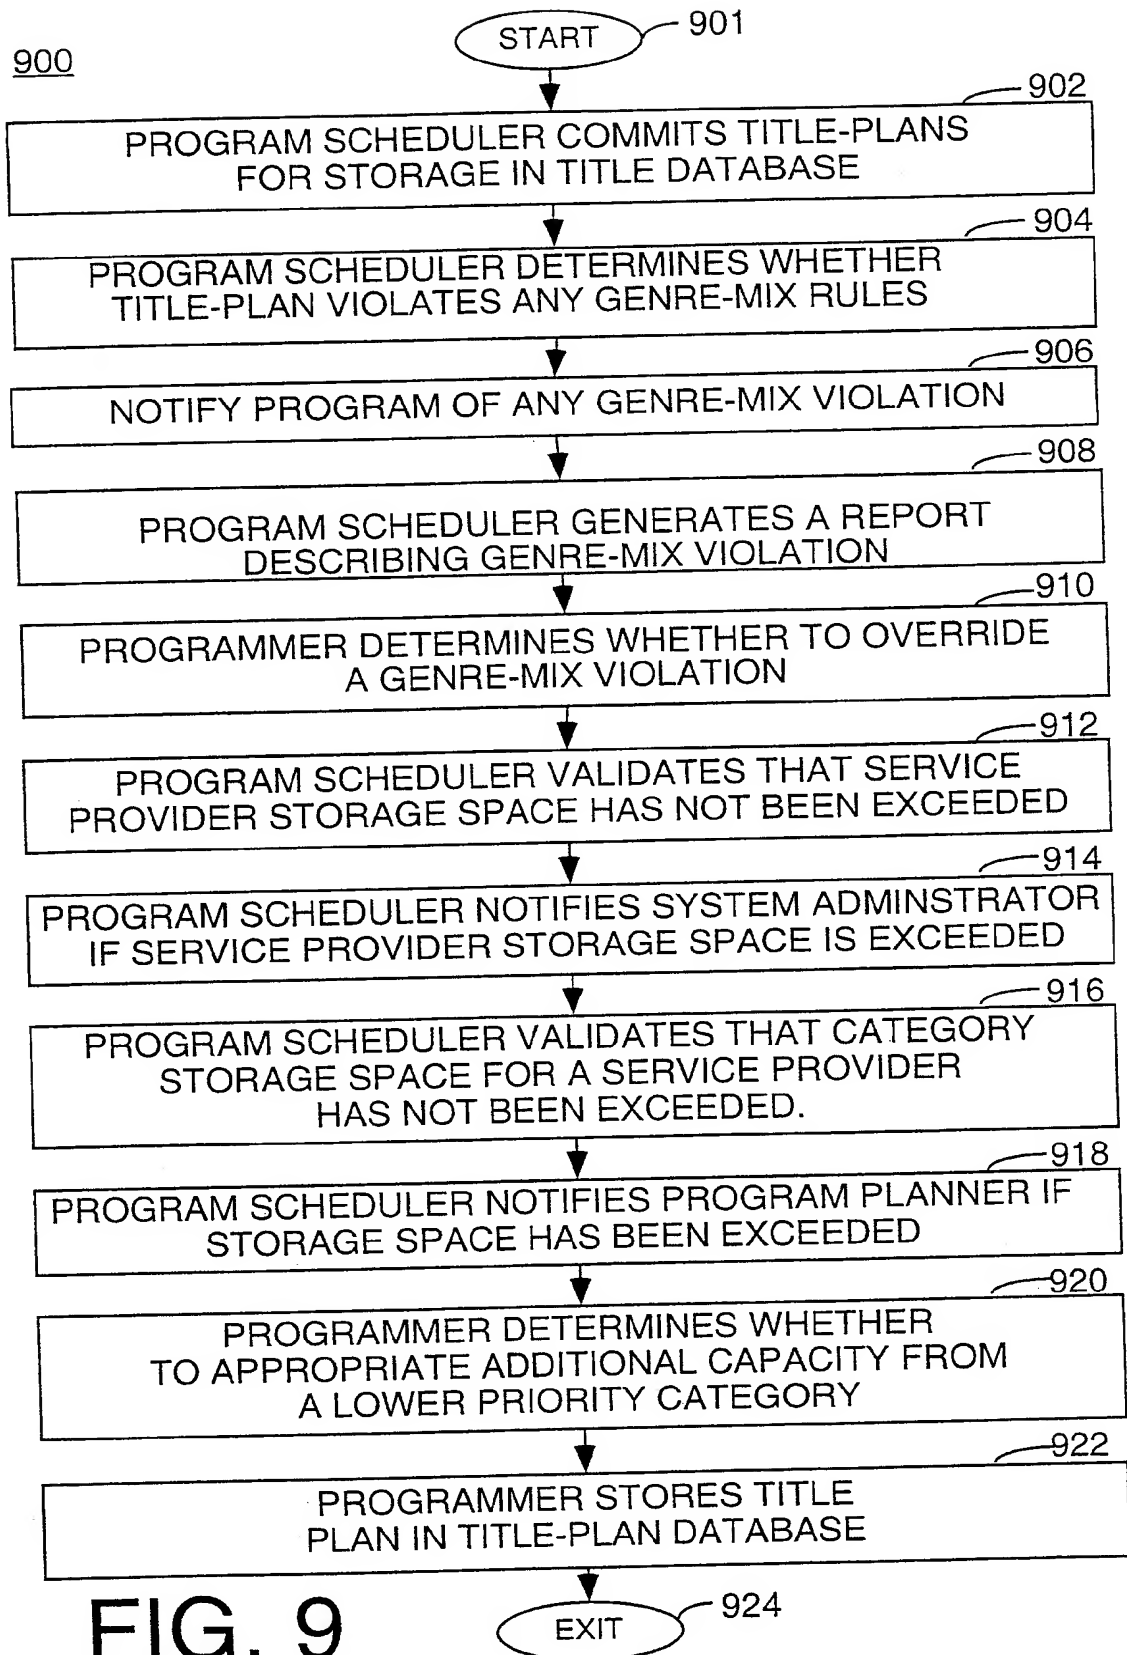 START
901
900
902
PROGRAM SCHEDULER COMMITS TITLE-PLANS
FOR STORAGE IN TITLE DATABASE
904
PROGRAM SCHEDULER DETERMINES WHETHER
TITLE-PLAN VIOLATES ANY GENRE-MIX RULES
906
NOTIFY PROGRAM OF ANY GENRE-MIX VIOLATION
908
PROGRAM SCHEDULER GENERATES A REPORT
DESCRIBING GENRE-MIX VIOLATION
910
PROGRAMMER DETERMINES WHETHER TO OVERRIDE
A GENRE-MIX VIOLATION
912
PROGRAM SCHEDULER VALIDATES THAT SERVICE
PROVIDER STORAGE SPACE HAS NOT BEEN EXCEEDED
914
PROGRAM SCHEDULER NOTIFIES SYSTEM ADMINSTRATOR
IF SERVICE PROVIDER STORAGE SPACE IS EXCEEDED
916
PROGRAM SCHEDULER VALIDATES THAT CATEGORY
STORAGE SPACE FOR A SERVICE PROVIDER
HAS NOT BEEN EXCEEDED.
918
PROGRAM SCHEDULER NOTIFIES PROGRAM PLANNER IF
STORAGE SPACE HAS BEEN EXCEEDED
920
PROGRAMMER DETERMINES WHETHER
TO APPROPRIATE ADDITIONAL CAPACITY FROM
A LOWER PRIORITY CATEGORY
922
PROGRAMMER STORES TITLE
PLAN IN TITLE-PLAN DATABASE
EXIT
924
FIG. 9